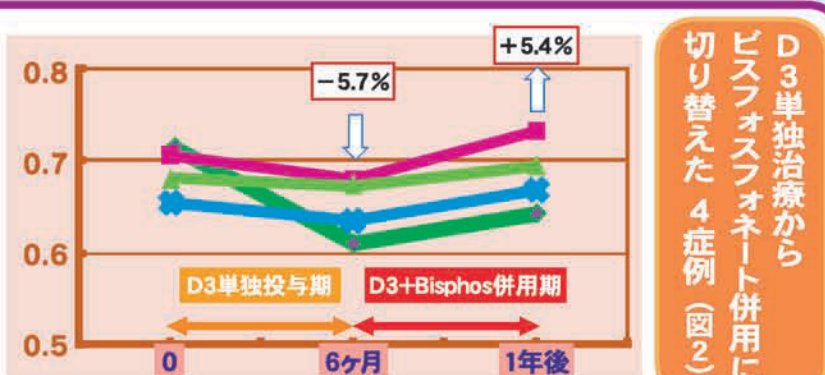 D3単独治療から
ビスフォスフォネート併用に
切り替えた 4症例 (図2)
+5.4%
−5.7%
0.8
0.7
0.6
0.5
D3単独投与期
D3+Bisphos併用期
0
6ヶ月
1年後